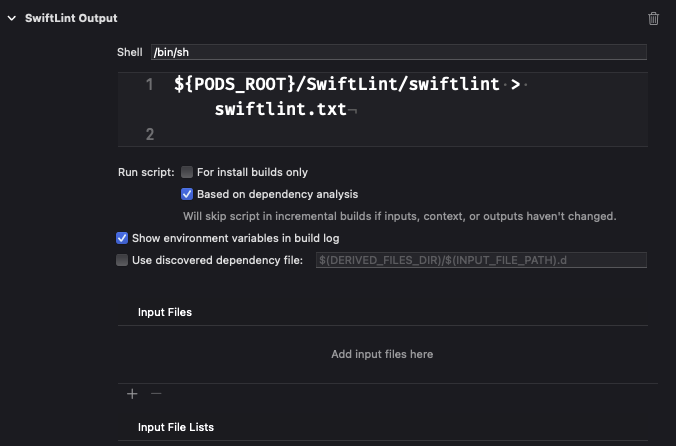 SwiftLint Output
Shell /bin/sh
1 ${PODS_ROOT}/SwiftLint/swiftlint·>·
swiftlint.txt¬
2
Run script: For install builds only
Based on dependency analysis
Will skip script in incremental builds if inputs, context, or outputs haven't changed.
Show environment variables in build log
Use discovered dependency file: $(DERIVED_FILES_DIR)/$(INPUT_FILE_PATH).d
Input Files
Add input files here
Input File Lists